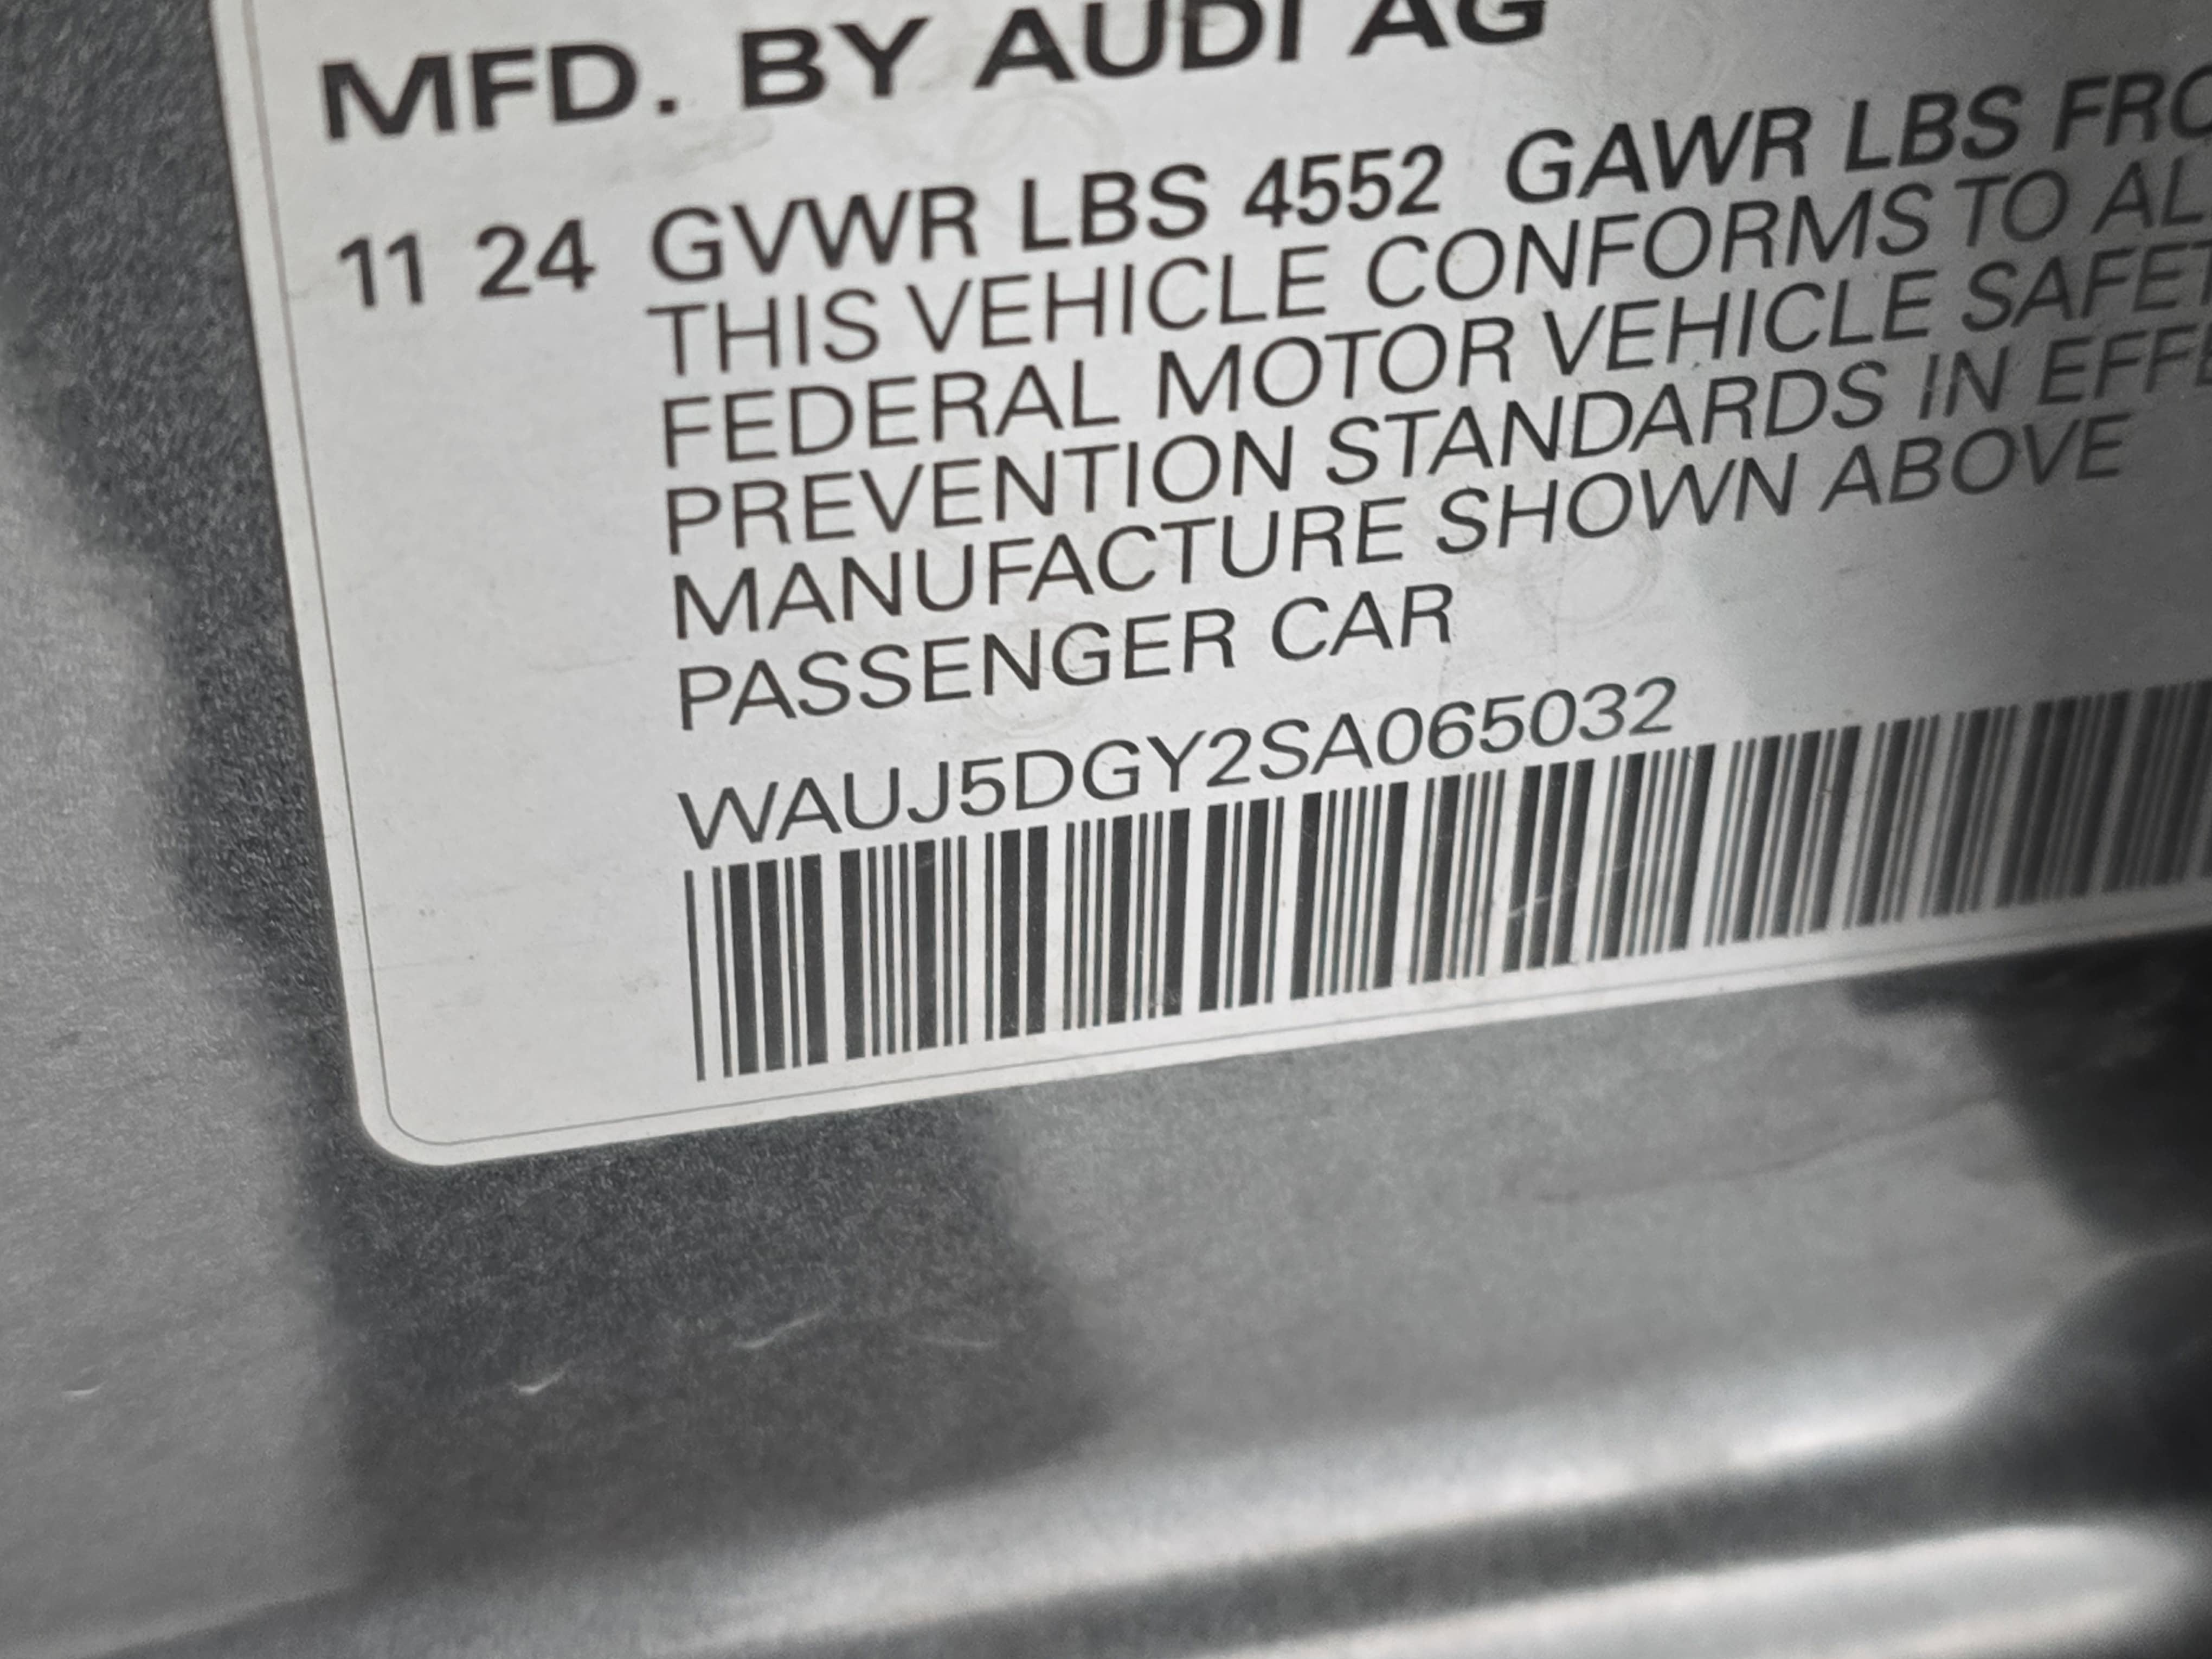 MFD. BY AUDI AG
11 24 GVWR LBS 4552 GAWR LBS
THIS VEHICLE CONFORMS TO
FEDERAL MOTOR VEHICLE
PREVENTION STANDARDS IN
MANUFACTURE SHOWN ABOVE
PASSENGER CAR
WAUJ5DGY2SA065032